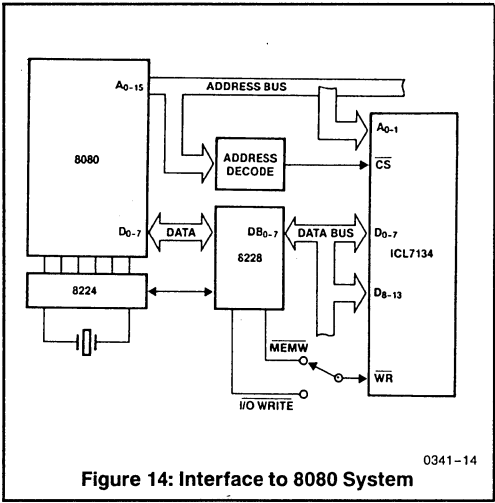 A0-15
ADDRESS BUS
8080
A0-1
ADDRESS
DECODE
CS
D0-7
DATA
DB0-7
DATA BUS
D0-7
8228
ICL7134
8224
D8-13
MEMW
WR
I/O WRITE
0341-14
Figure 14: Interface to 8080 System